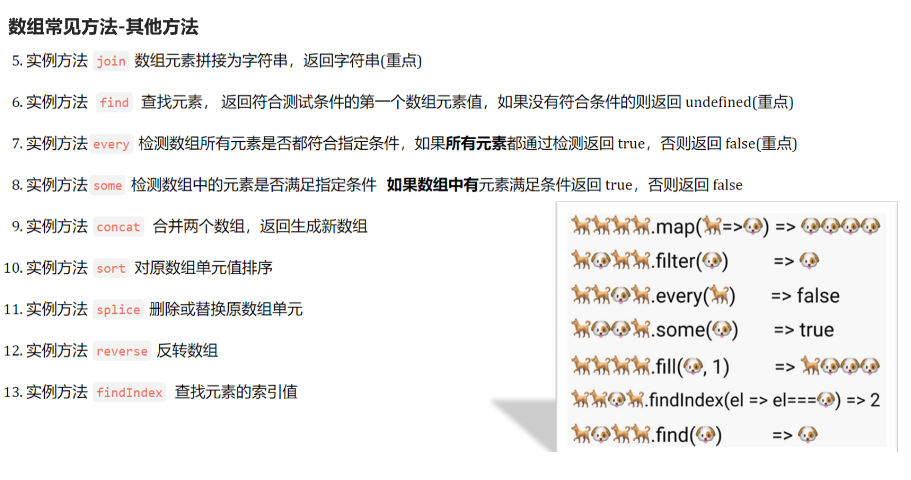 数组常见方法-其他方法
5. 实例方法 join 数组元素拼接为字符串，返回字符串(重点)
6. 实例方法 find 查找元素， 返回符合测试条件的第一个数组元素值，如果没有符合条件的则返回 undefined(重点)
7. 实例方法 every 检测数组所有元素是否都符合指定条件，如果所有元素都通过检测返回 true，否则返回 false(重点)
8. 实例方法 some 检测数组中的元素是否满足指定条件 如果数组中有元素满足条件返回 true，否则返回 false
9. 实例方法 concat 合并两个数组，返回生成新数组
10. 实例方法 sort 对原数组单元值排序
11. 实例方法 splice 删除或替换原数组单元
12. 实例方法 reverse 反转数组
13. 实例方法 findIndex 查找元素的索引值
🐕🐕🐕🐕.map(🐕=>🐶) => 🐶🐶🐶🐶
🐕🐶🐕🐕.filter(🐶) => 🐶
🐕🐕🐶🐕.every(🐕) => false
🐕🐶🐶🐕.some(🐶) => true
🐕🐕🐕🐕.fill(🐶, 1) => 🐕🐶🐶🐶
🐕🐕🐶🐕.findIndex(el => el===🐶) => 2
🐕🐶🐕🐕.find(🐶) => 🐶